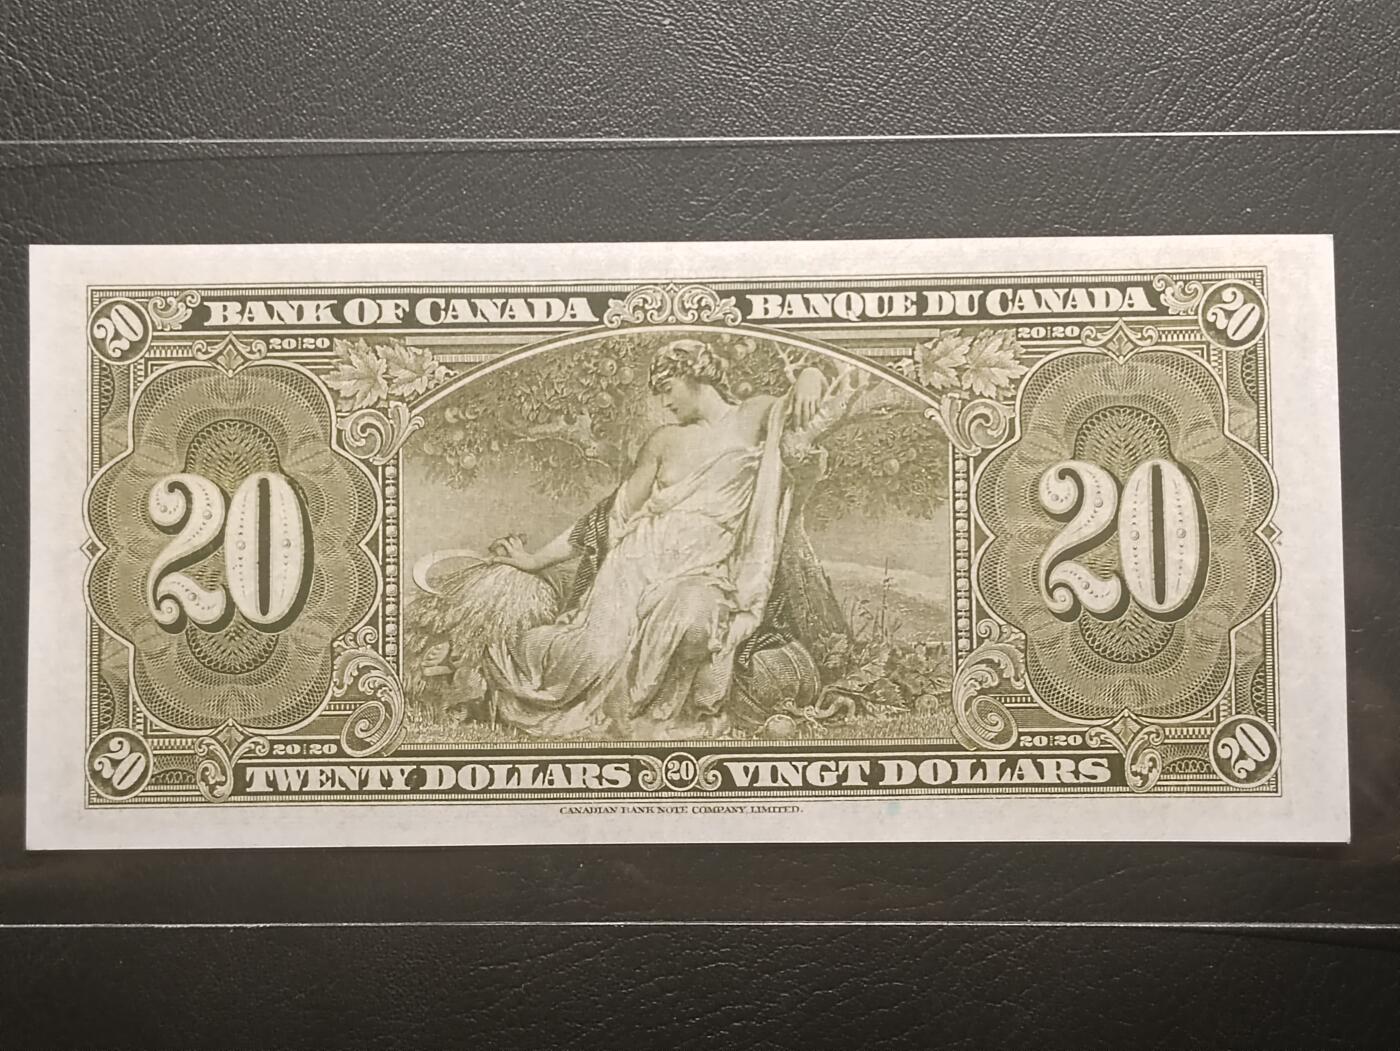 20 BANK OF CANADA BANQUE DU CANADA 20
20 20 20 20
20 20
20 20 20 20
20 TWENTY DOLLARS 20 VINGT DOLLARS 20
CANADIAN BANK NOTE COMPANY, LIMITED.